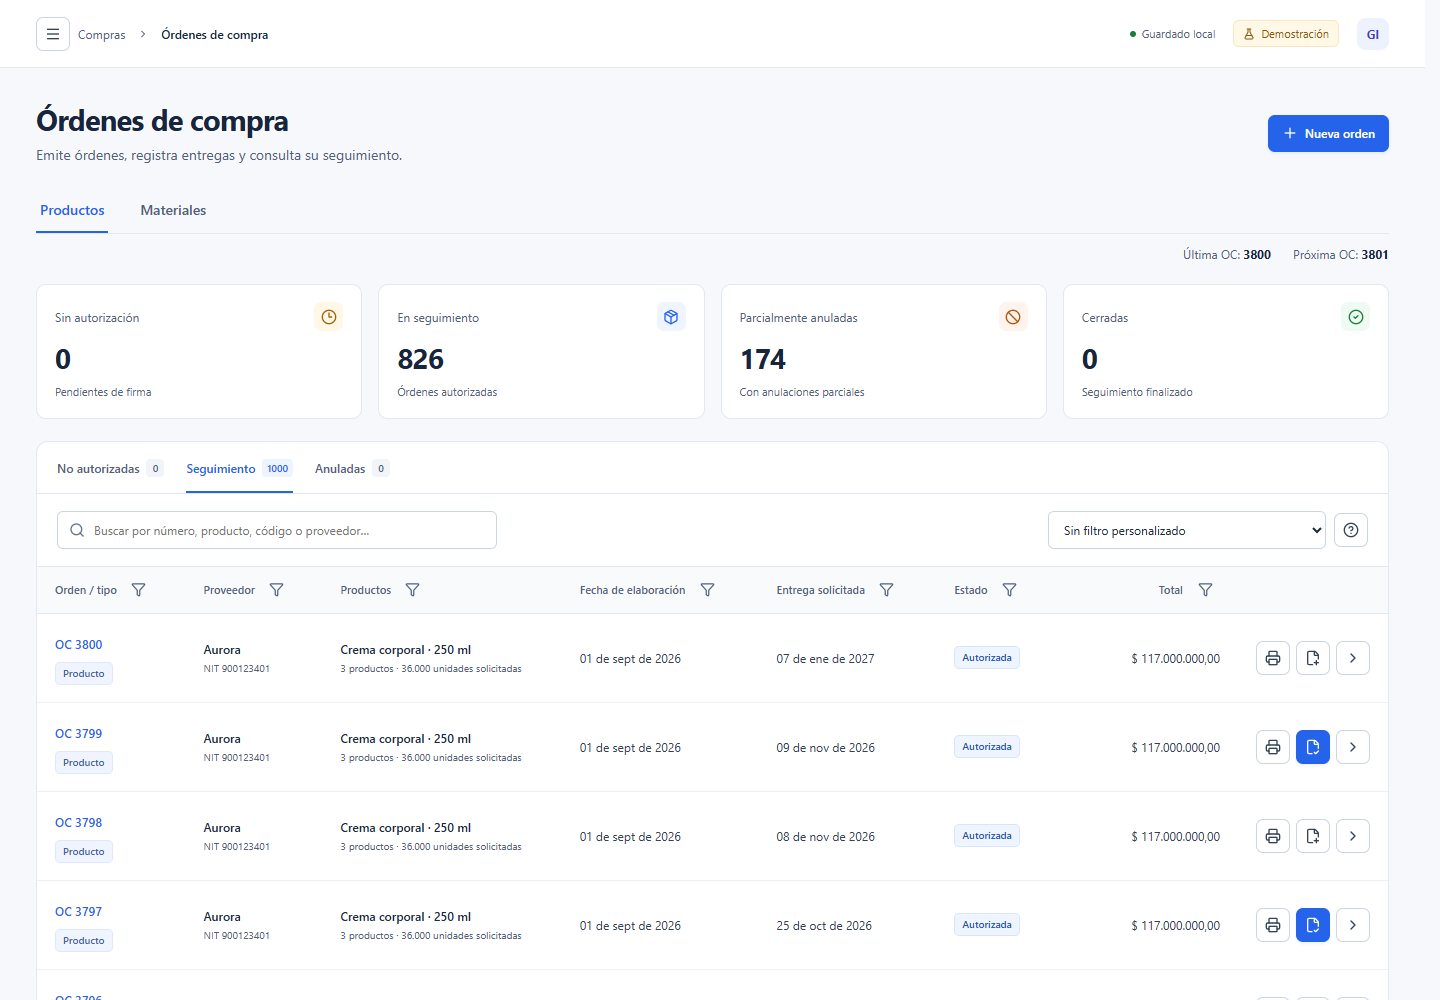 Compras
Órdenes de compra
Guardado local
Demostración
GI
Órdenes de compra
Emite órdenes, registra entregas y consulta su seguimiento.
Nueva orden
Productos
Materiales
Última OC: 3800
Próxima OC: 3801
Sin autorización
0
Pendientes de firma
En seguimiento
826
Órdenes autorizadas
Parcialmente anuladas
174
Con anulaciones parciales
Cerradas
0
Seguimiento finalizado
No autorizadas 0
Seguimiento 1000
Anuladas 0
Buscar por número, producto, código o proveedor...
Sin filtro personalizado
Orden / tipo
Proveedor
Productos
Fecha de elaboración
Entrega solicitada
Estado
Total
OC 3800
Producto
Aurora
NIT 900123401
Crema corporal · 250 ml
3 productos · 36.000 unidades solicitadas
01 de sept de 2026
07 de ene de 2027
Autorizada
$ 117.000.000,00
OC 3799
Producto
Aurora
NIT 900123401
Crema corporal · 250 ml
3 productos · 36.000 unidades solicitadas
01 de sept de 2026
09 de nov de 2026
Autorizada
$ 117.000.000,00
OC 3798
Producto
Aurora
NIT 900123401
Crema corporal · 250 ml
3 productos · 36.000 unidades solicitadas
01 de sept de 2026
08 de nov de 2026
Autorizada
$ 117.000.000,00
OC 3797
Producto
Aurora
NIT 900123401
Crema corporal · 250 ml
3 productos · 36.000 unidades solicitadas
01 de sept de 2026
25 de oct de 2026
Autorizada
$ 117.000.000,00
OC 3796